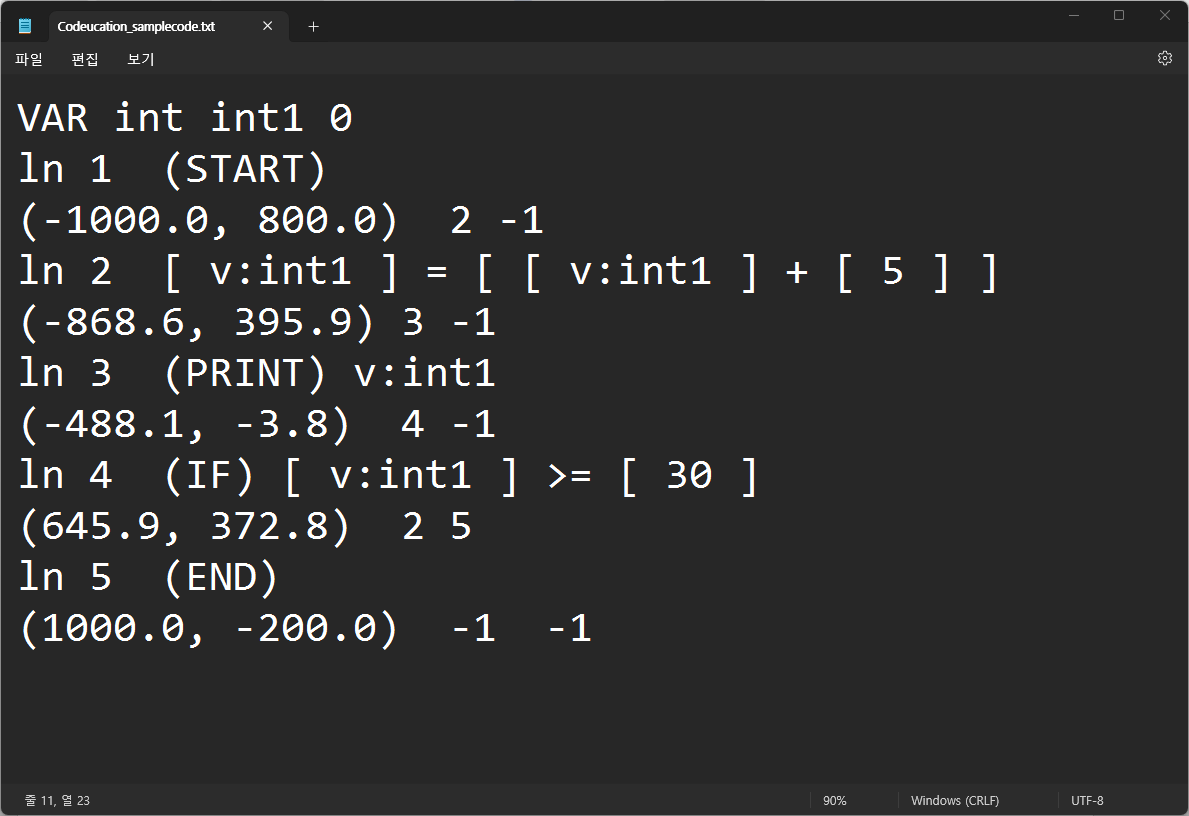 Codeucation_samplecode.txt
파일 편집 보기
VAR int int1 0
ln 1  (START)
(-1000.0, 800.0)  2 -1
ln 2  [ v:int1 ] = [ [ v:int1 ] + [ 5 ] ]
(-868.6, 395.9) 3 -1
ln 3  (PRINT) v:int1
(-488.1, -3.8)  4 -1
ln 4  (IF) [ v:int1 ] >= [ 30 ]
(645.9, 372.8)  2 5
ln 5  (END)
(1000.0, -200.0)  -1  -1
줄 11, 열 23 90% Windows (CRLF) UTF-8